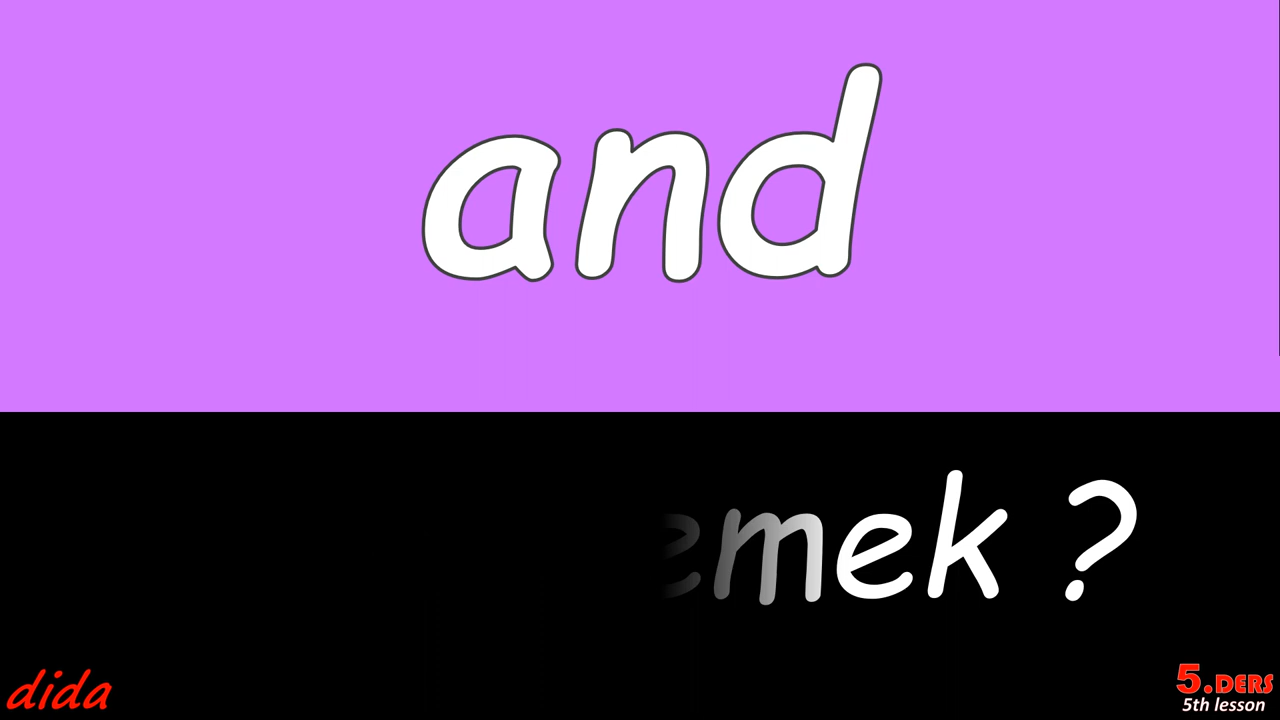 and
emek ?
dida
5.DERS
5th lesson